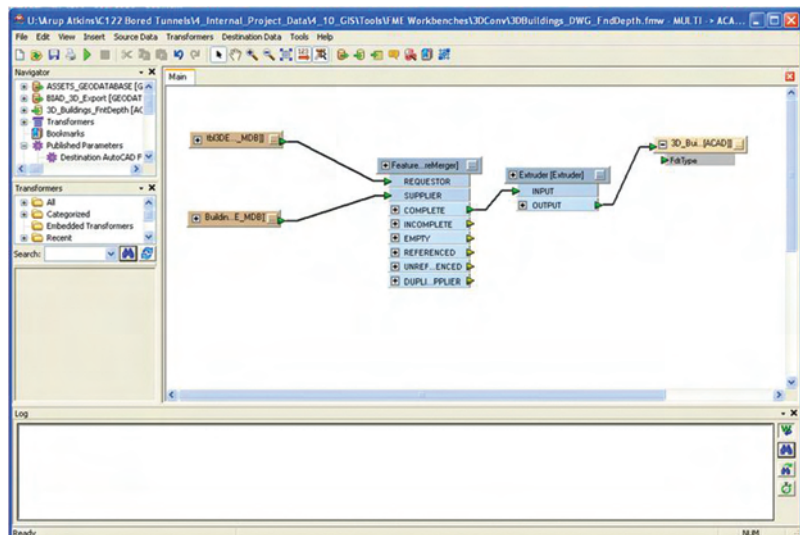 U:\Arup Atkins\C122 Bored Tunnels\4_Internal_Project_Data\4_10_GIS\Tools\FME Workbenches\3DConv\3DBuildings_DWG_FndDepth.fmw - MULTI -> ACA...
File Edit View Insert Source Data Transformers Destination Data Tools Help
Navigator
ASSETS_GEODATABASE [G
BIAD_3D_Export [GEODAT
3D_Buildings_FntDepth [AC
Transformers
Bookmarks
Published Parameters
Destination AutoCAD F
Transformers
All
Categorized
Embedded Transformers
Recent
Search:
Main
tbl3DE..._MDB]]
Buildin...E_MDB]]
Feature...reMerger]
REQUESTOR
SUPPLIER
COMPLETE
INCOMPLETE
EMPTY
REFERENCED
UNREF...ENCED
DUPLI...PPLIER
Extruder [Extruder]
INPUT
OUTPUT
3D_Bui...[ACAD]]
FdtType
Log
Ready
NUM